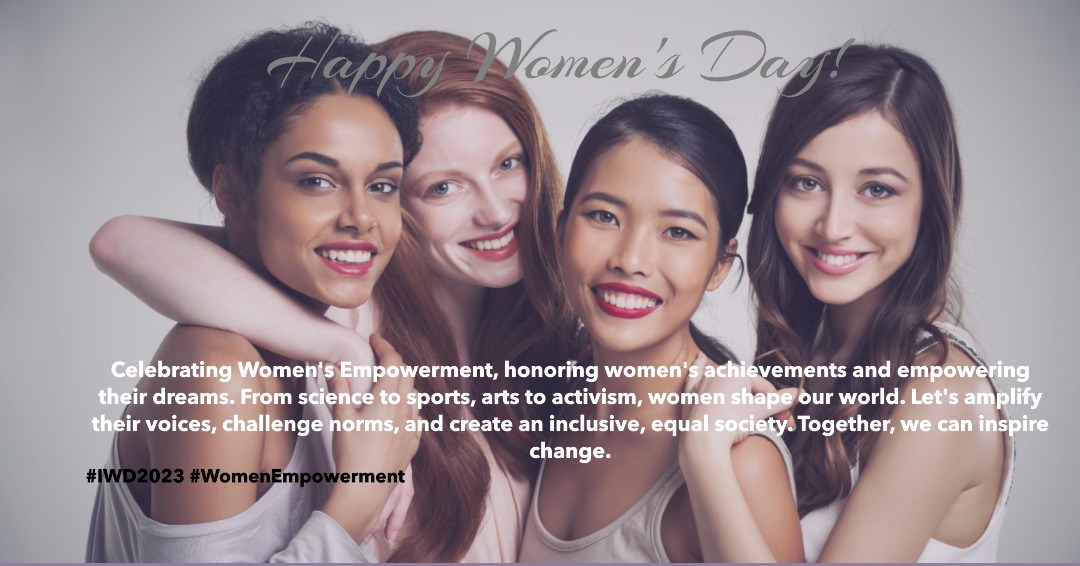 Happy Women's Day!
Celebrating Women's Empowerment, honoring women's achievements and empowering
their dreams. From science to sports, arts to activism, women shape our world. Let's amplify
their voices, challenge norms, and create an inclusive, equal society. Together, we can inspire
change.
#IWD2023 #WomenEmpowerment